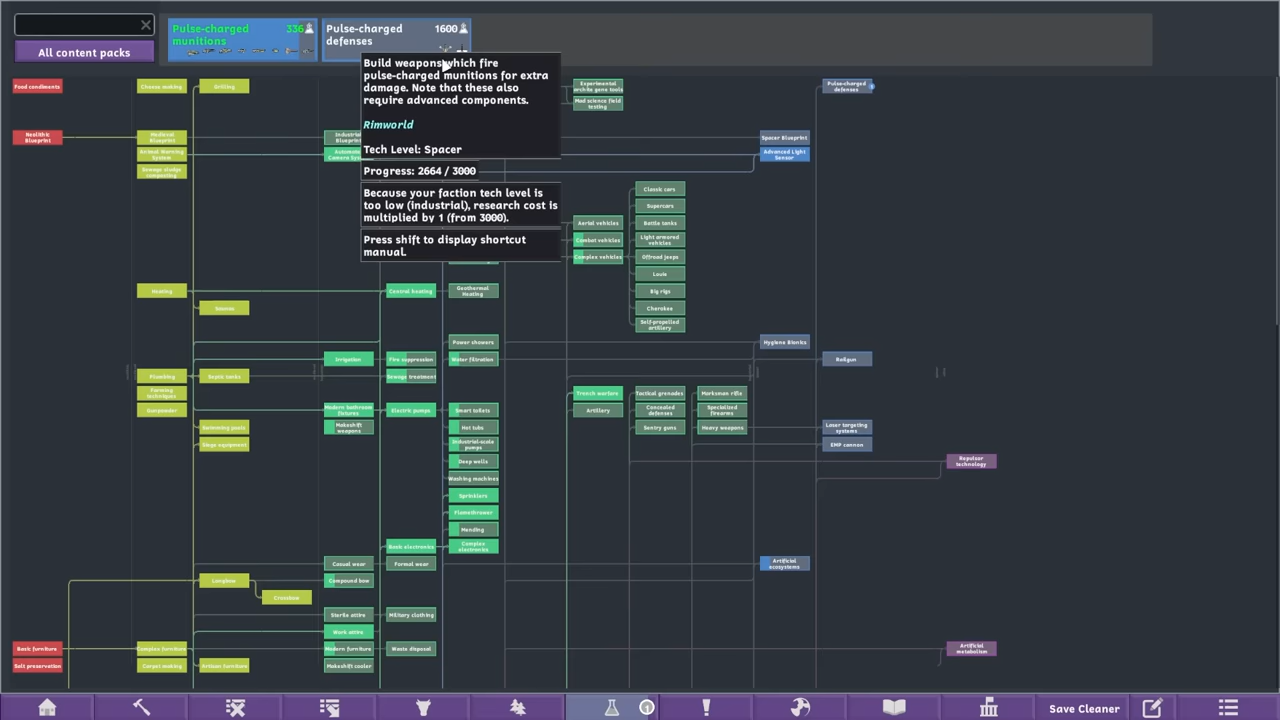 Pulse-charged munitions 336
Pulse-charged defenses 1600
All content packs
Build weapons which fire
pulse-charged munitions for extra
damage. Note that these also
require advanced components.
Rimworld
Tech Level: Spacer
Progress: 2664 / 3000
Because your faction tech level is
too low (industrial), research cost is
multiplied by 1 (from 3000).
Press shift to display shortcut
manual.
Food condiments
Cheese making
Grilling
Experimental archite gene tools
Mad science field testing
Pulse-charged defenses
Neolithic Blueprint
Medieval Blueprint
Spacer Blueprint
Animal Warning System
Advanced Light Sensor
Sewage sludge composting
Classic cars
Supercars
Aerial vehicles
Battle tanks
Combat vehicles
Light armored vehicles
Complex vehicles
Offroad jeeps
Louie
Heating
Central heating
Geothermal Heating
Big rigs
Saunas
Cherokee
Self-propelled artillery
Power showers
Hygiene Bionics
Irrigation
Fire suppression
Water filtration
Railgun
Plumbing
Septic tanks
Sewage treatment
Trench warfare
Tactical grenades
Marksman rifle
Gunpowder
Modern bathroom fixtures
Electric pumps
Smart toilets
Artillery
Concealed defenses
Specialized firearms
Swimming pools
Makeshift weapons
Hot tubs
Sentry guns
Heavy weapons
Laser targeting systems
Siege equipment
Industrial-scale pumps
EMP cannon
Deep wells
Repulsor technology
Washing machines
Sprinklers
Flamethrower
Mending
Basic electronics
Complex electronics
Casual wear
Formal wear
Artificial ecosystems
Longbow
Compound bow
Crossbow
Sterile attire
Military clothing
Work attire
Basic furniture
Complex furniture
Modern furniture
Waste disposal
Artificial metabolism
Salt preservation
Carpet making
Artisan furniture
Makeshift cooler
Save Cleaner